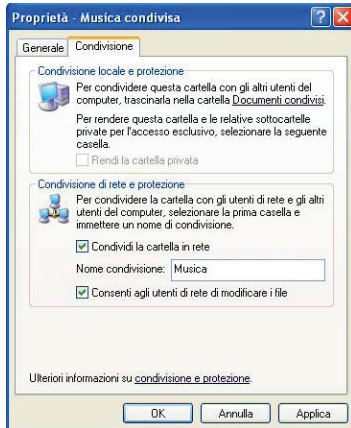 Proprietà - Musica condivisa
Generale Condivisione
Condivisione locale e protezione
Per condividere questa cartella con gli altri utenti del
computer, trascinarla nella cartella Documenti condivisi.
Per rendere questa cartella e le relative sottocartelle
private per l'accesso esclusivo, selezionare la seguente
casella.
Rendi la cartella privata
Condivisione di rete e protezione
Per condividere la cartella con gli utenti di rete e gli altri
utenti del computer, selezionare la prima casella e
immettere un nome di condivisione.
Condividi la cartella in rete
Nome condivisione: Musica
Consenti agli utenti di rete di modificare i file
Ulteriori informazioni su condivisione e protezione.
OK Annulla Applica